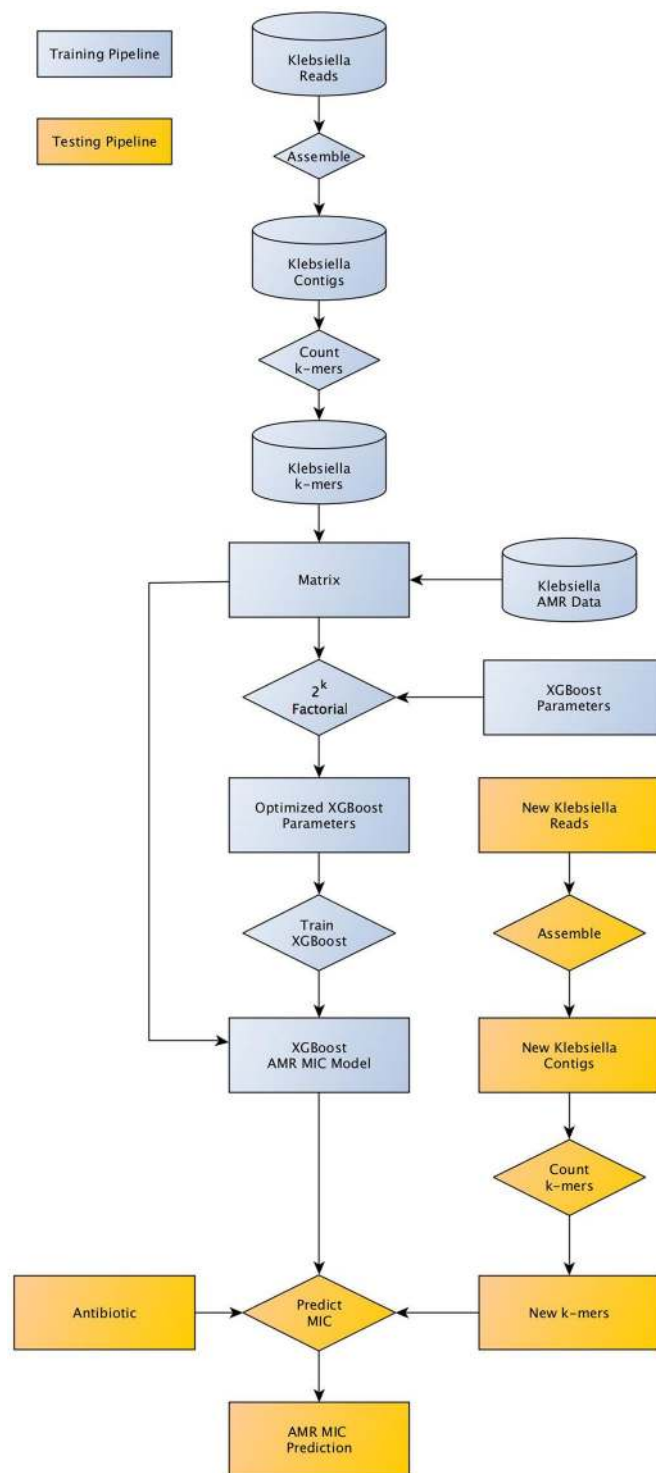 Training Pipeline
Testing Pipeline
Klebsiella
Reads
Assemble
Klebsiella
Contigs
Count
k-mers
Klebsiella
k-mers
Matrix
Klebsiella
AMR Data
2^k
Factorial
XGBoost
Parameters
Optimized XGBoost
Parameters
New Klebsiella
Reads
Train
XGBoost
Assemble
XGBoost
AMR MIC Model
New Klebsiella
Contigs
Count
k-mers
Antibiotic
Predict
MIC
New k-mers
AMR MIC
Prediction